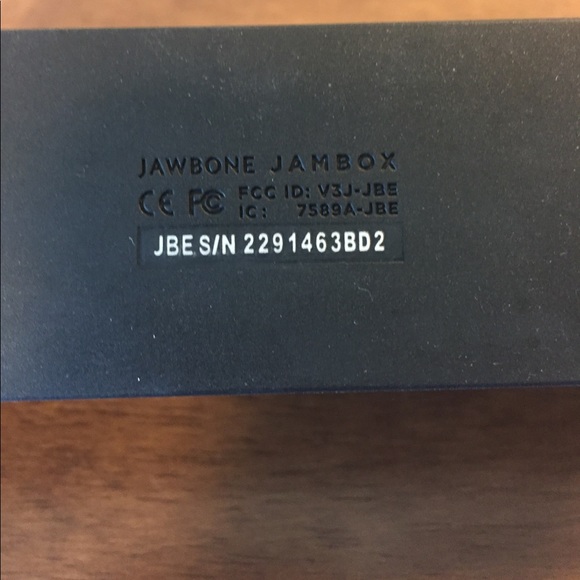 JAWBONE JAMBOX
CE FC FCC ID: V3J-JBE
IC: 7589A-JBE
JBE S/N 2291463BD2